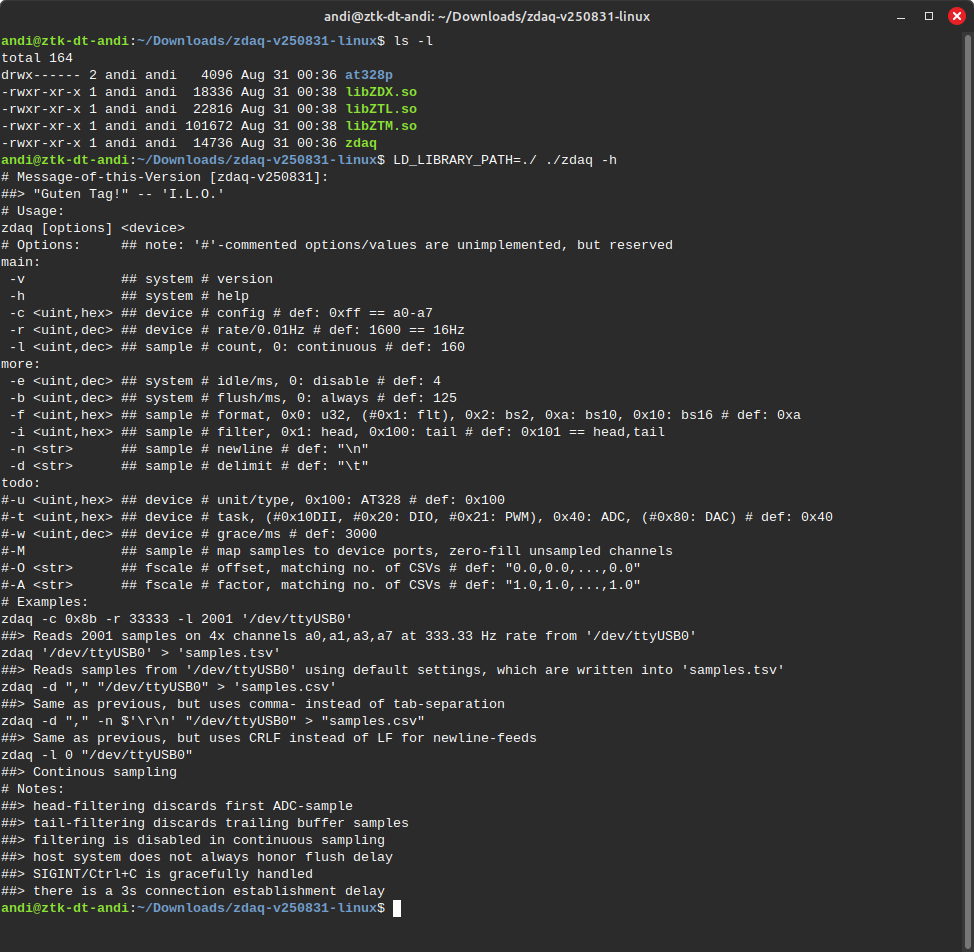 andi@ztk-dt-andi: ~/Downloads/zdaq-v250831-linux
andi@ztk-dt-andi:~/Downloads/zdaq-v250831-linux$ ls -l
total 164
drwx------ 2 andi andi   4096 Aug 31 00:36 at328p
-rwxr-xr-x 1 andi andi  18336 Aug 31 00:38 libZDX.so
-rwxr-xr-x 1 andi andi  22816 Aug 31 00:38 libZTL.so
-rwxr-xr-x 1 andi andi 101672 Aug 31 00:38 libZTM.so
-rwxr-xr-x 1 andi andi  14736 Aug 31 00:36 zdaq
andi@ztk-dt-andi:~/Downloads/zdaq-v250831-linux$ LD_LIBRARY_PATH=./ ./zdaq -h
# Message-of-this-Version [zdaq-v250831]:
##> "Guten Tag!" -- 'I.L.O.'
# Usage:
zdaq [options] <device>
# Options:     ## note: '#'-commented options/values are unimplemented, but reserved
main:
 -v            ## system # version
 -h            ## system # help
 -c <uint,hex> ## device # config # def: 0xff == a0-a7
 -r <uint,dec> ## device # rate/0.01Hz # def: 1600 == 16Hz
 -l <uint,dec> ## sample # count, 0: continuous # def: 160
more:
 -e <uint,dec> ## system # idle/ms, 0: disable # def: 4
 -b <uint,dec> ## system # flush/ms, 0: always # def: 125
 -f <uint,hex> ## sample # format, 0x0: u32, (#0x1: flt), 0x2: bs2, 0xa: bs10, 0x10: bs16 # def: 0xa
 -i <uint,hex> ## sample # filter, 0x1: head, 0x100: tail # def: 0x101 == head,tail
 -n <str>      ## sample # newline # def: "\n"
 -d <str>      ## sample # delimit # def: "\t"
todo:
#-u <uint,hex> ## device # unit/type, 0x100: AT328 # def: 0x100
#-t <uint,hex> ## device # task, (#0x10DII, #0x20: DIO, #0x21: PWM), 0x40: ADC, (#0x80: DAC) # def: 0x40
#-w <uint,dec> ## device # grace/ms # def: 3000
#-M            ## sample # map samples to device ports, zero-fill unsampled channels
#-O <str>      ## fscale # offset, matching no. of CSVs # def: "0.0,0.0,...,0.0"
#-A <str>      ## fscale # factor, matching no. of CSVs # def: "1.0,1.0,...,1.0"
# Examples:
zdaq -c 0x8b -r 33333 -l 2001 '/dev/ttyUSB0'
##> Reads 2001 samples on 4x channels a0,a1,a3,a7 at 333.33 Hz rate from '/dev/ttyUSB0'
zdaq '/dev/ttyUSB0' > 'samples.tsv'
##> Reads samples from '/dev/ttyUSB0' using default settings, which are written into 'samples.tsv'
zdaq -d "," "/dev/ttyUSB0" > 'samples.csv'
##> Same as previous, but uses comma- instead of tab-separation
zdaq -d "," -n $'\r\n' "/dev/ttyUSB0" > "samples.csv"
##> Same as previous, but uses CRLF instead of LF for newline-feeds
zdaq -l 0 "/dev/ttyUSB0"
##> Continous sampling
# Notes:
##> head-filtering discards first ADC-sample
##> tail-filtering discards trailing buffer samples
##> filtering is disabled in continuous sampling
##> host system does not always honor flush delay
##> SIGINT/Ctrl+C is gracefully handled
##> there is a 3s connection establishment delay
andi@ztk-dt-andi:~/Downloads/zdaq-v250831-linux$